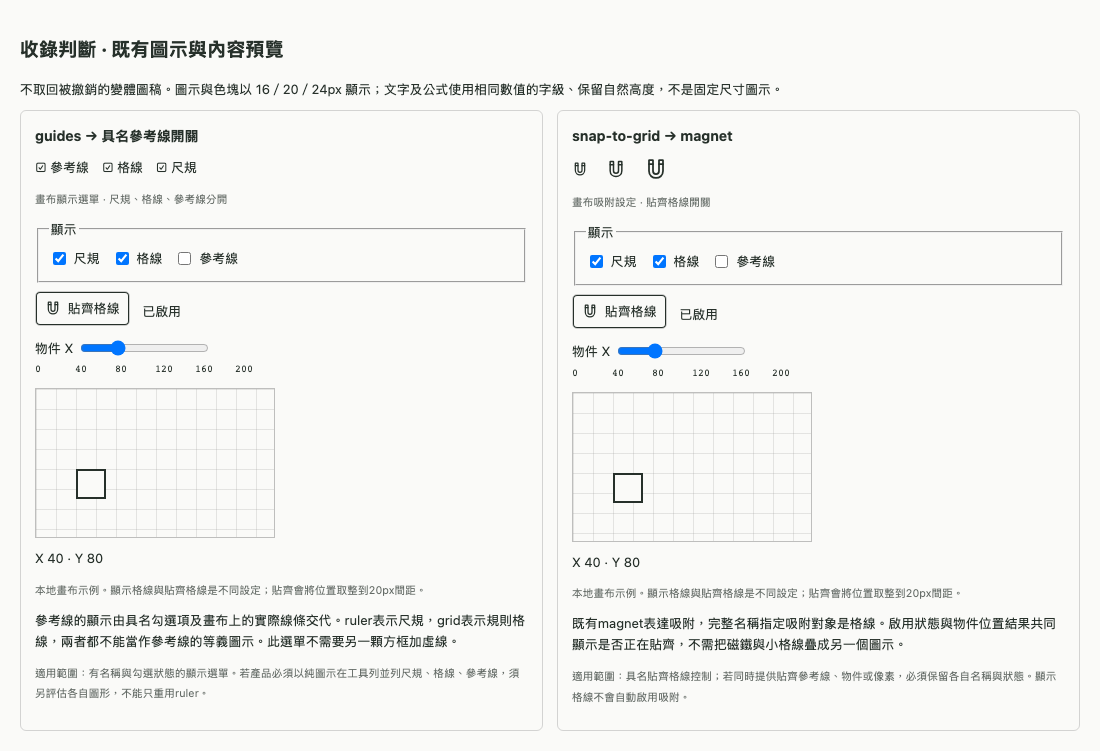 收錄判斷 · 既有圖示與內容預覽
不取回被撤銷的變體圖稿。圖示與色塊以 16 / 20 / 24px 顯示；文字及公式使用相同數值的字級、保留自然高度，不是固定尺寸圖示。
guides → 具名參考線開關
參考線 格線 尺規
畫布顯示選單 · 尺規、格線、參考線分開
顯示
尺規 格線 參考線
貼齊格線 已啟用
物件 X
0 40 80 120 160 200
X 40 · Y 80
本地畫布示例。顯示格線與貼齊格線是不同設定；貼齊會將位置取整到20px間距。
參考線的顯示由具名勾選項及畫布上的實際線條交代。ruler表示尺規，grid表示規則格
線，兩者都不能當作參考線的等義圖示。此選單不需要另一顆方框加虛線。
適用範圍：有名稱與勾選狀態的顯示選單。若產品必須以純圖示在工具列並列尺規、格線、參考線，須
另評估各自圖形，不能只重用ruler。
snap-to-grid → magnet
畫布吸附設定 · 貼齊格線開關
顯示
尺規 格線 參考線
貼齊格線 已啟用
物件 X
0 40 80 120 160 200
X 40 · Y 80
本地畫布示例。顯示格線與貼齊格線是不同設定；貼齊會將位置取整到20px間距。
既有magnet表達吸附，完整名稱指定吸附對象是格線。啟用狀態與物件位置結果共同
顯示是否正在貼齊，不需把磁鐵與小格線疊成另一個圖示。
適用範圍：具名貼齊格線控制；若同時提供貼齊參考線、物件或像素，必須保留各自名稱與狀態。顯示
格線不會自動啟用吸附。